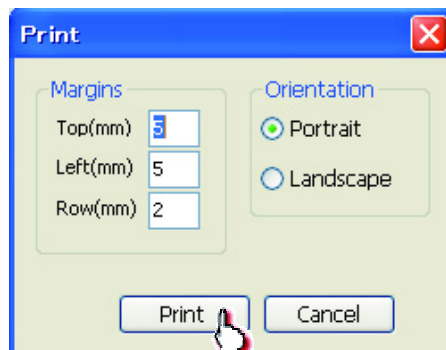 Print
Margins
Top(mm) 5
Left(mm) 5
Row(mm) 2
Orientation
Portrait
Landscape
Print
Cancel